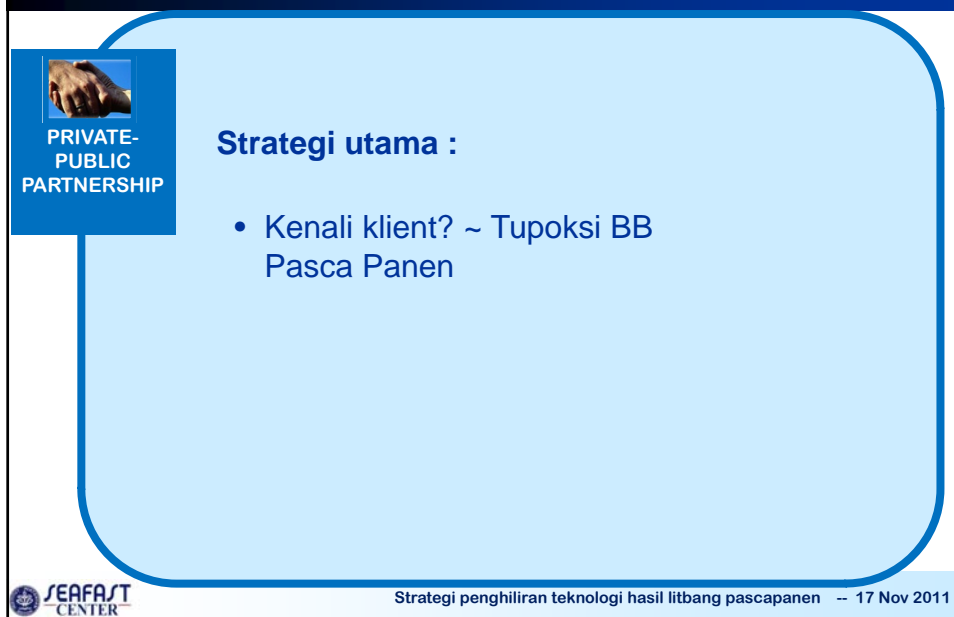 PRIVATE-
PUBLIC
PARTNERSHIP
Strategi utama :
• Kenali klient? ~ Tupoksi BB
Pasca Panen
SEAFAST
CENTER
Strategi penghiliran teknologi hasil litbang pascapanen -- 17 Nov 2011